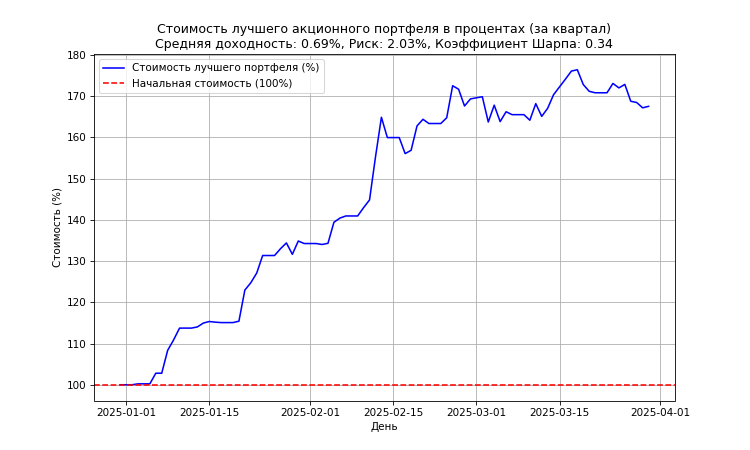 Стоимость лучшего акционного портфеля в процентах (за квартал)
Средняя доходность: 0.69%, Риск: 2.03%, Коэффициент Шарпа: 0.34
Стоимость лучшего портфеля (%)
Начальная стоимость (100%)
Стоимость (%)
180
170
160
150
140
130
120
110
100
2025-01-01 2025-01-15 2025-02-01 2025-02-15 2025-03-01 2025-03-15 2025-04-01
День